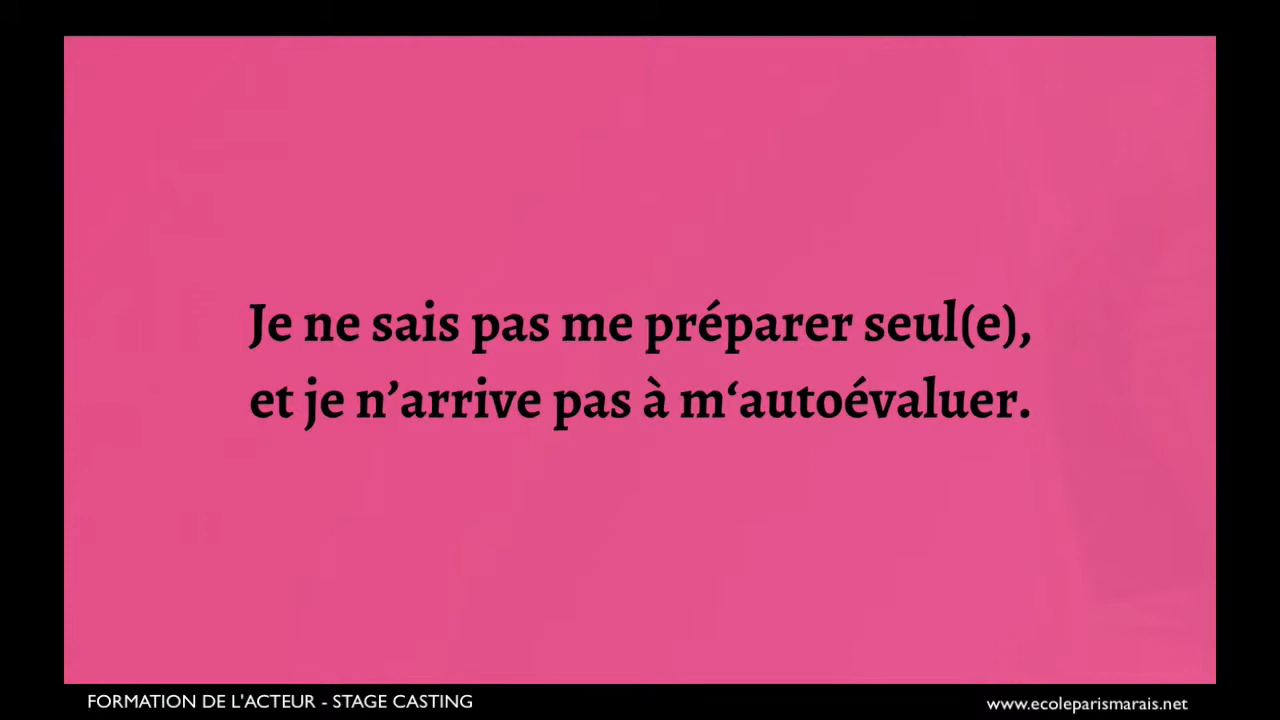 Je ne sais pas me préparer seul(e),
et je n’arrive pas à m‘autoévaluer.
FORMATION DE L'ACTEUR - STAGE CASTING
www.ecoleparismarais.net